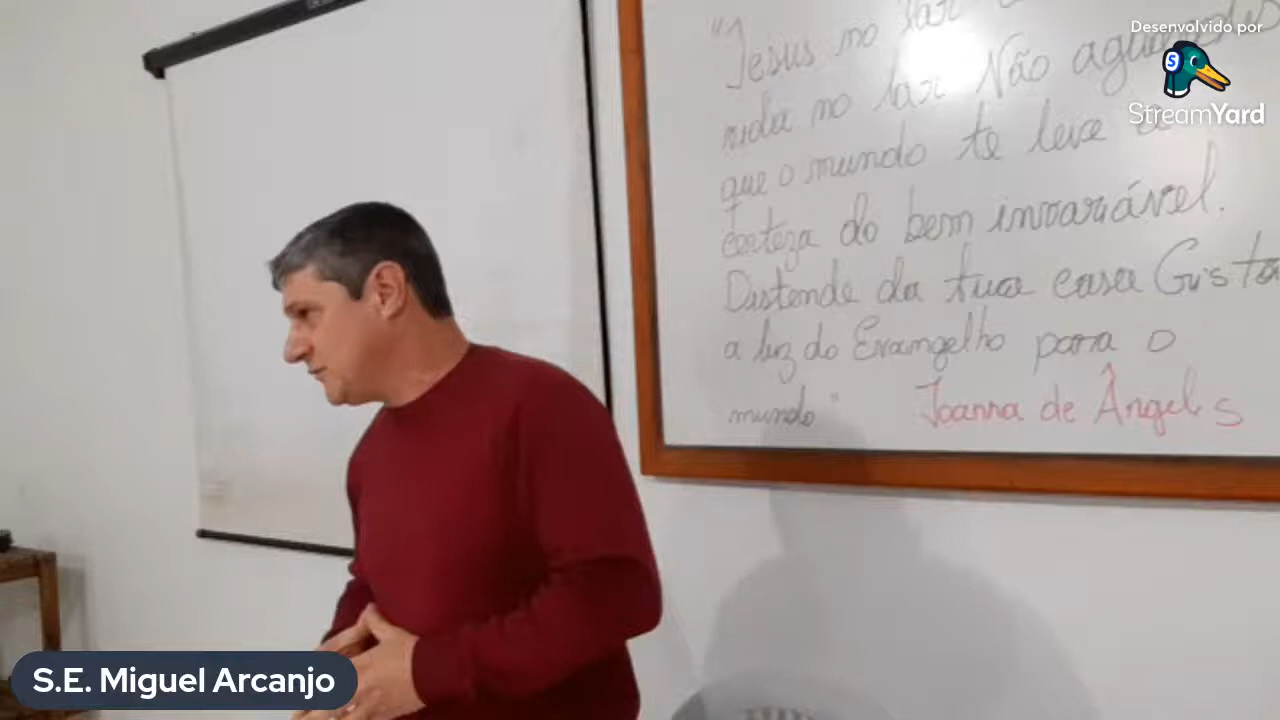 Desenvolvido por
StreamYard
"Jesus no lar
vida no lar Não
que o mundo te leve
certeza do bem invariável.
Distende da tua casa Cristã
a luz do Evangelho para o
mundo"
Joanna de Ângelis
S.E. Miguel Arcanjo